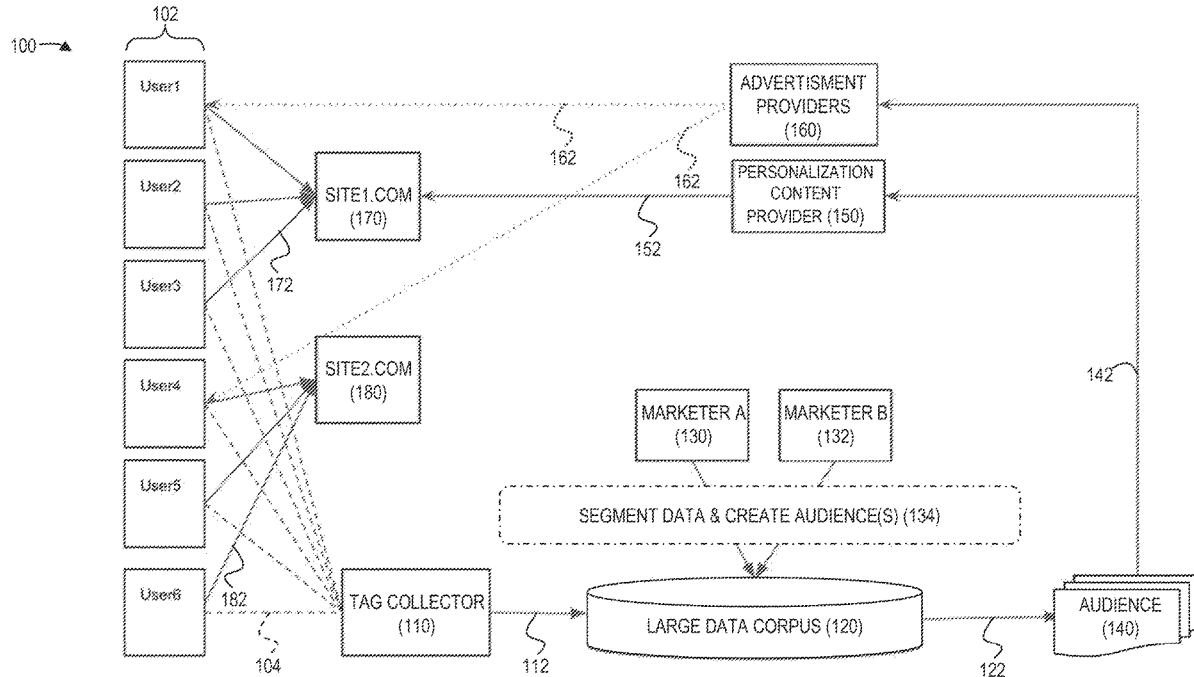 102
100
User1
ADVERTISMENT
PROVIDERS
(160)
162
162
User2
SITE1.COM
(170)
PERSONALIZATION
CONTENT
PROVIDER (150)
152
172
User3
SITE2.COM
(180)
User4
142
MARKETER A
(130)
MARKETER B
(132)
User5
SEGMENT DATA & CREATE AUDIENCE(S) (134)
182
User6
TAG COLLECTOR
(110)
LARGE DATA CORPUS (120)
AUDIENCE
(140)
104
112
122